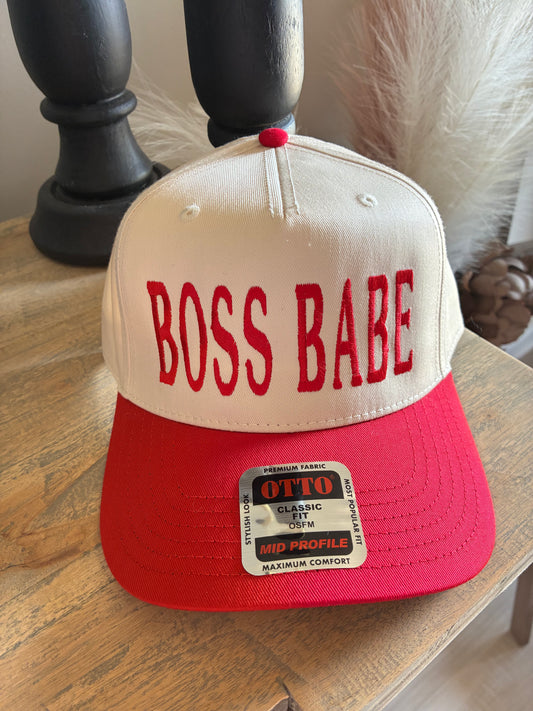 BOSS BABE
PREMIUM FABRIC
STYLISH LOOK
OTTO
CLASSIC
FIT
OSFM
MID PROFILE
MOST POPULAR FIT
MAXIMUM COMFORT